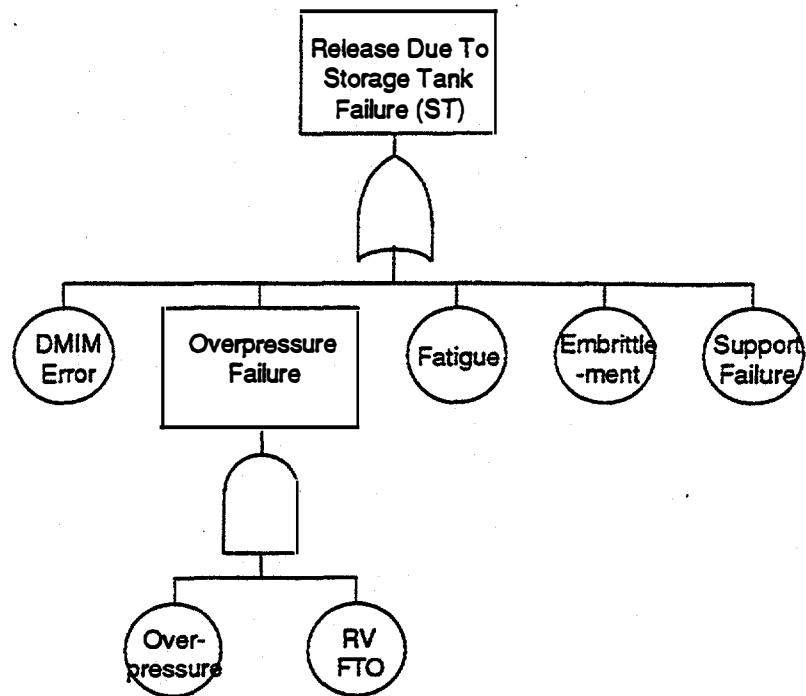 Release Due To
Storage Tank
Failure (ST)
DMIM
Error
Overpressure
Failure
Fatigue
Embrittle
-ment
Support
Failure
Over-
pressure
RV
FTO